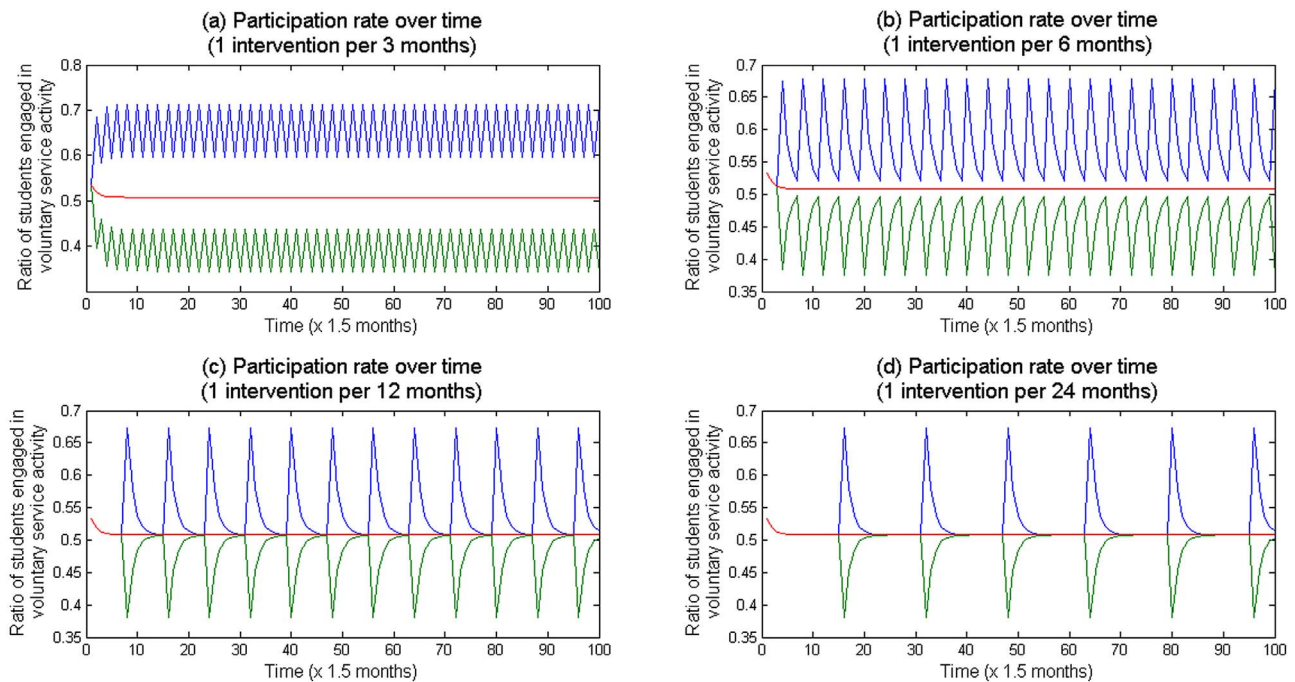 (a) Participation rate over time
(1 intervention per 3 months)
Ratio of students engaged in
voluntary service activity
0.8
0.7
0.6
0.5
0.4
0 10 20 30 40 50 60 70 80 90 100
Time (x 1.5 months)
(b) Participation rate over time
(1 intervention per 6 months)
Ratio of students engaged in
voluntary service activity
0.7
0.65
0.6
0.55
0.5
0.45
0.4
0.35
0 10 20 30 40 50 60 70 80 90 100
Time (x 1.5 months)
(c) Participation rate over time
(1 intervention per 12 months)
Ratio of students engaged in
voluntary service activity
0.7
0.65
0.6
0.55
0.5
0.45
0.4
0.35
0 10 20 30 40 50 60 70 80 90 100
Time (x 1.5 months)
(d) Participation rate over time
(1 intervention per 24 months)
Ratio of students engaged in
voluntary service activity
0.7
0.65
0.6
0.55
0.5
0.45
0.4
0.35
0 10 20 30 40 50 60 70 80 90 100
Time (x 1.5 months)